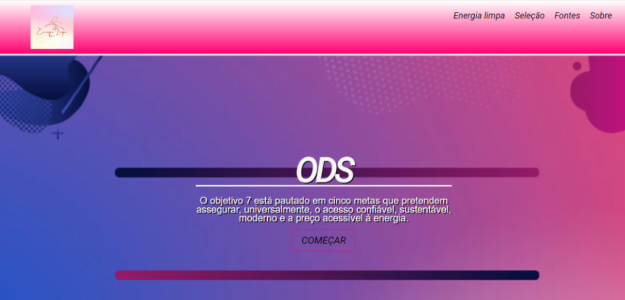 Energia limpa Seleção Fontes Sobre
ODS
O objetivo 7 está pautado em cinco metas que pretendem
assegurar, universalmente, o acesso confiável, sustentável,
moderno e a preço acessível à energia.
COMEÇAR